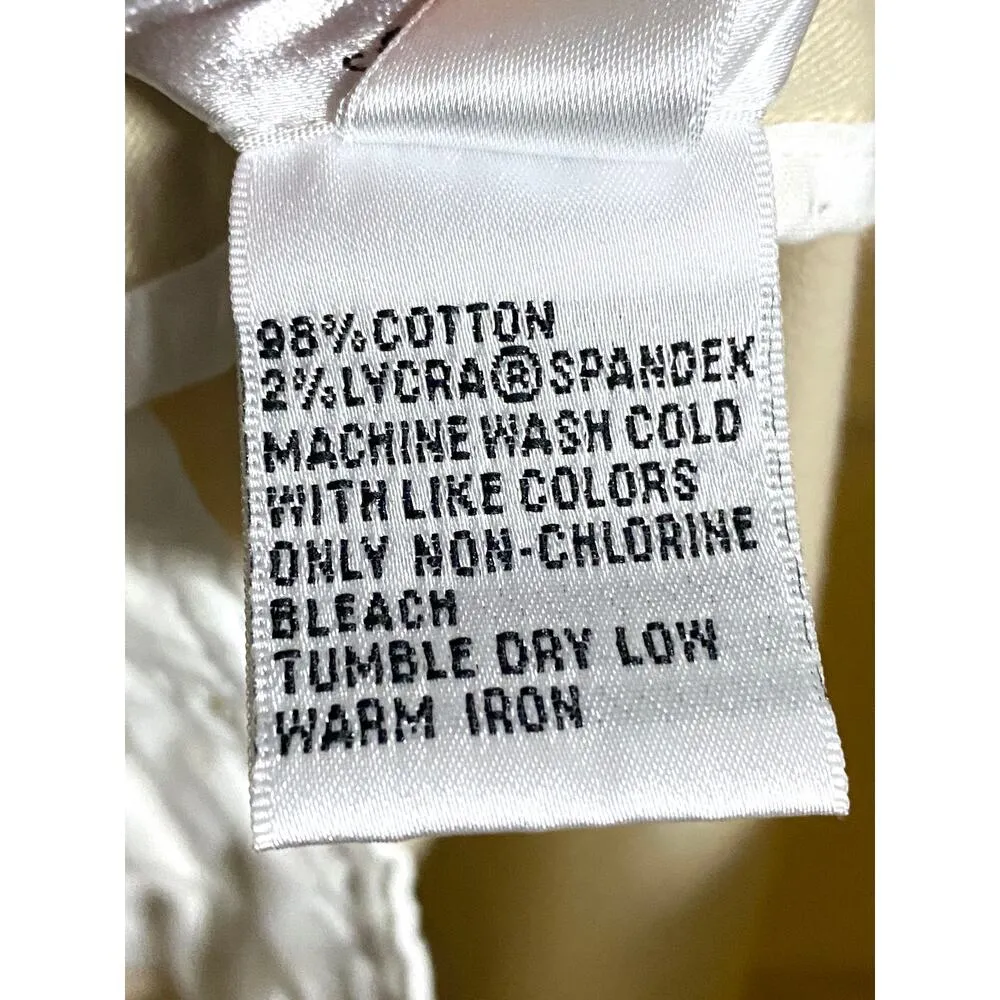 98% COTTON
2% LYCRA® SPANDEX
MACHINE WASH COLD
WITH LIKE COLORS
ONLY NON-CHLORINE
BLEACH
TUMBLE DRY LOW
WARM IRON